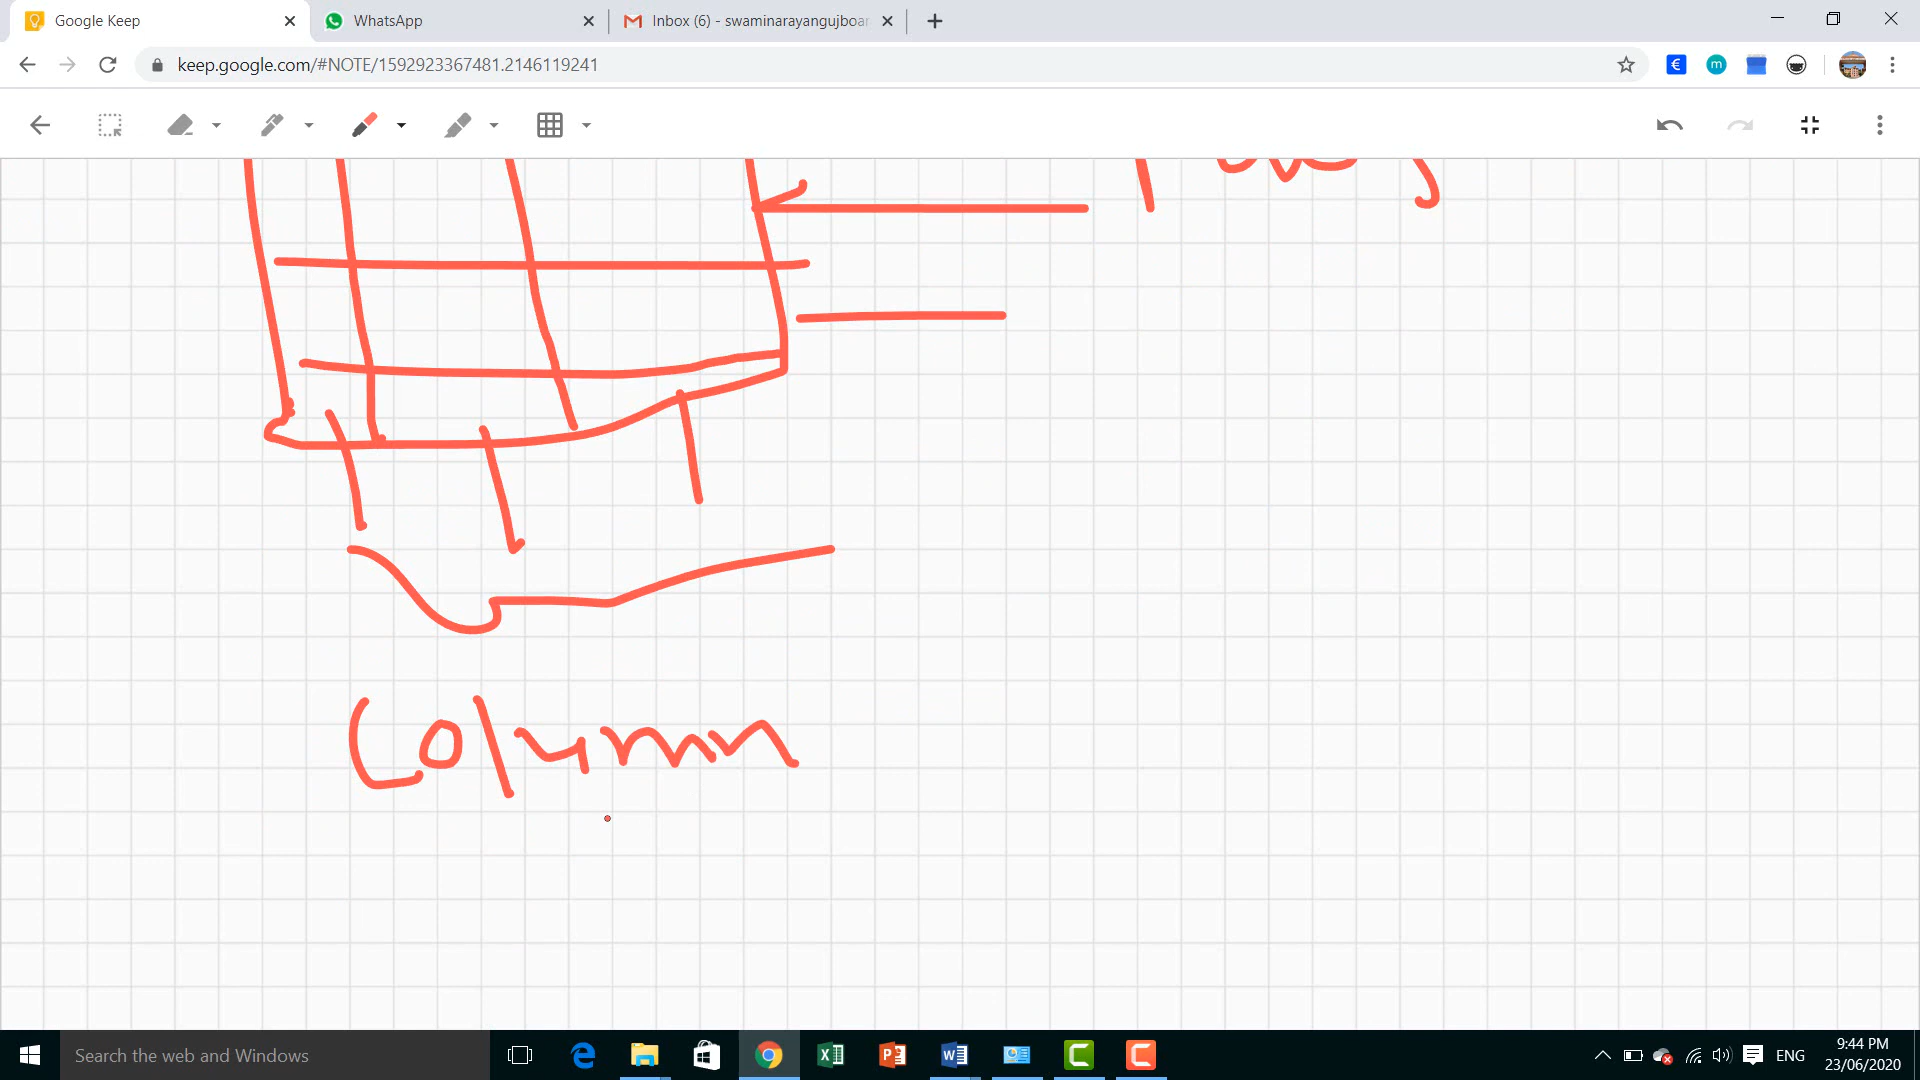 Google Keep
WhatsApp
Inbox (6) - swaminarayangujboar
keep.google.com/#NOTE/1592923367481.2146119241
Column
Search the web and Windows
ENG
9:44 PM
23/06/2020